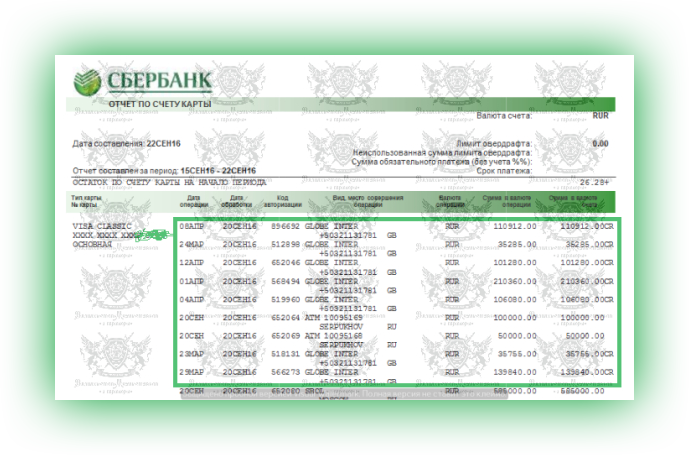 СБЕРБАНК
ОТЧЕТ ПО СЧЕТУ КАРТЫ
Валюта счета: RUR
Дата составления: 22СЕН16 Лимит овердрафта: 0.00
Неиспользованная сумма лимита овердрафта:
Сумма обязательного платежа (без учета %%):
Отчет составлен за период: 15СЕН16 - 22СЕН16 Срок платежа:
ОСТАТОК ПО СЧЕТУ КАРТЫ НА НАЧАЛО ПЕРИОДА 26.28+
Тип карты Дата Дата Код Вид, место совершения Валюта Сумма в валюте Сумма в валюте
№ карты операции обработки авторизации операции операции операции счета
VISA CLASSIC 08АПР 20СЕН16 896692 GLOBE INTER RUR 110912.00 110912.00CR
XXXX XXXX XXXX +50321131781 GB
ОСНОВНАЯ 24МАР 20СЕН16 512898 GLOBE INTER RUR 35285.00 35285.00CR
+50321131781 GB
12АПР 20СЕН16 652046 GLOBE INTER RUR 101280.00 101280.00CR
+50321131781 GB
01АПР 20СЕН16 568494 GLOBE INTER RUR 210360.00 210360.00CR
+50321131781 GB
04АПР 20СЕН16 519960 GLOBE INTER RUR 106080.00 106080.00CR
+50321131781 GB
20СЕН 20СЕН16 652064 ATM 10095169 RUR 100000.00 100000.00
SERPUKHOV RU
20СЕН 20СЕН16 652069 ATM 10095168 RUR 50000.00 50000.00
SERPUKHOV RU
23МАР 20СЕН16 518131 GLOBE INTER RUR 35755.00 35755.00CR
+50321131781 GB
29МАР 20СЕН16 566273 GLOBE INTER RUR 139840.00 139840.00CR
+50321131781 GB
20СЕН 20СЕН16 652080 SBOL RUR 585000.00 585000.00